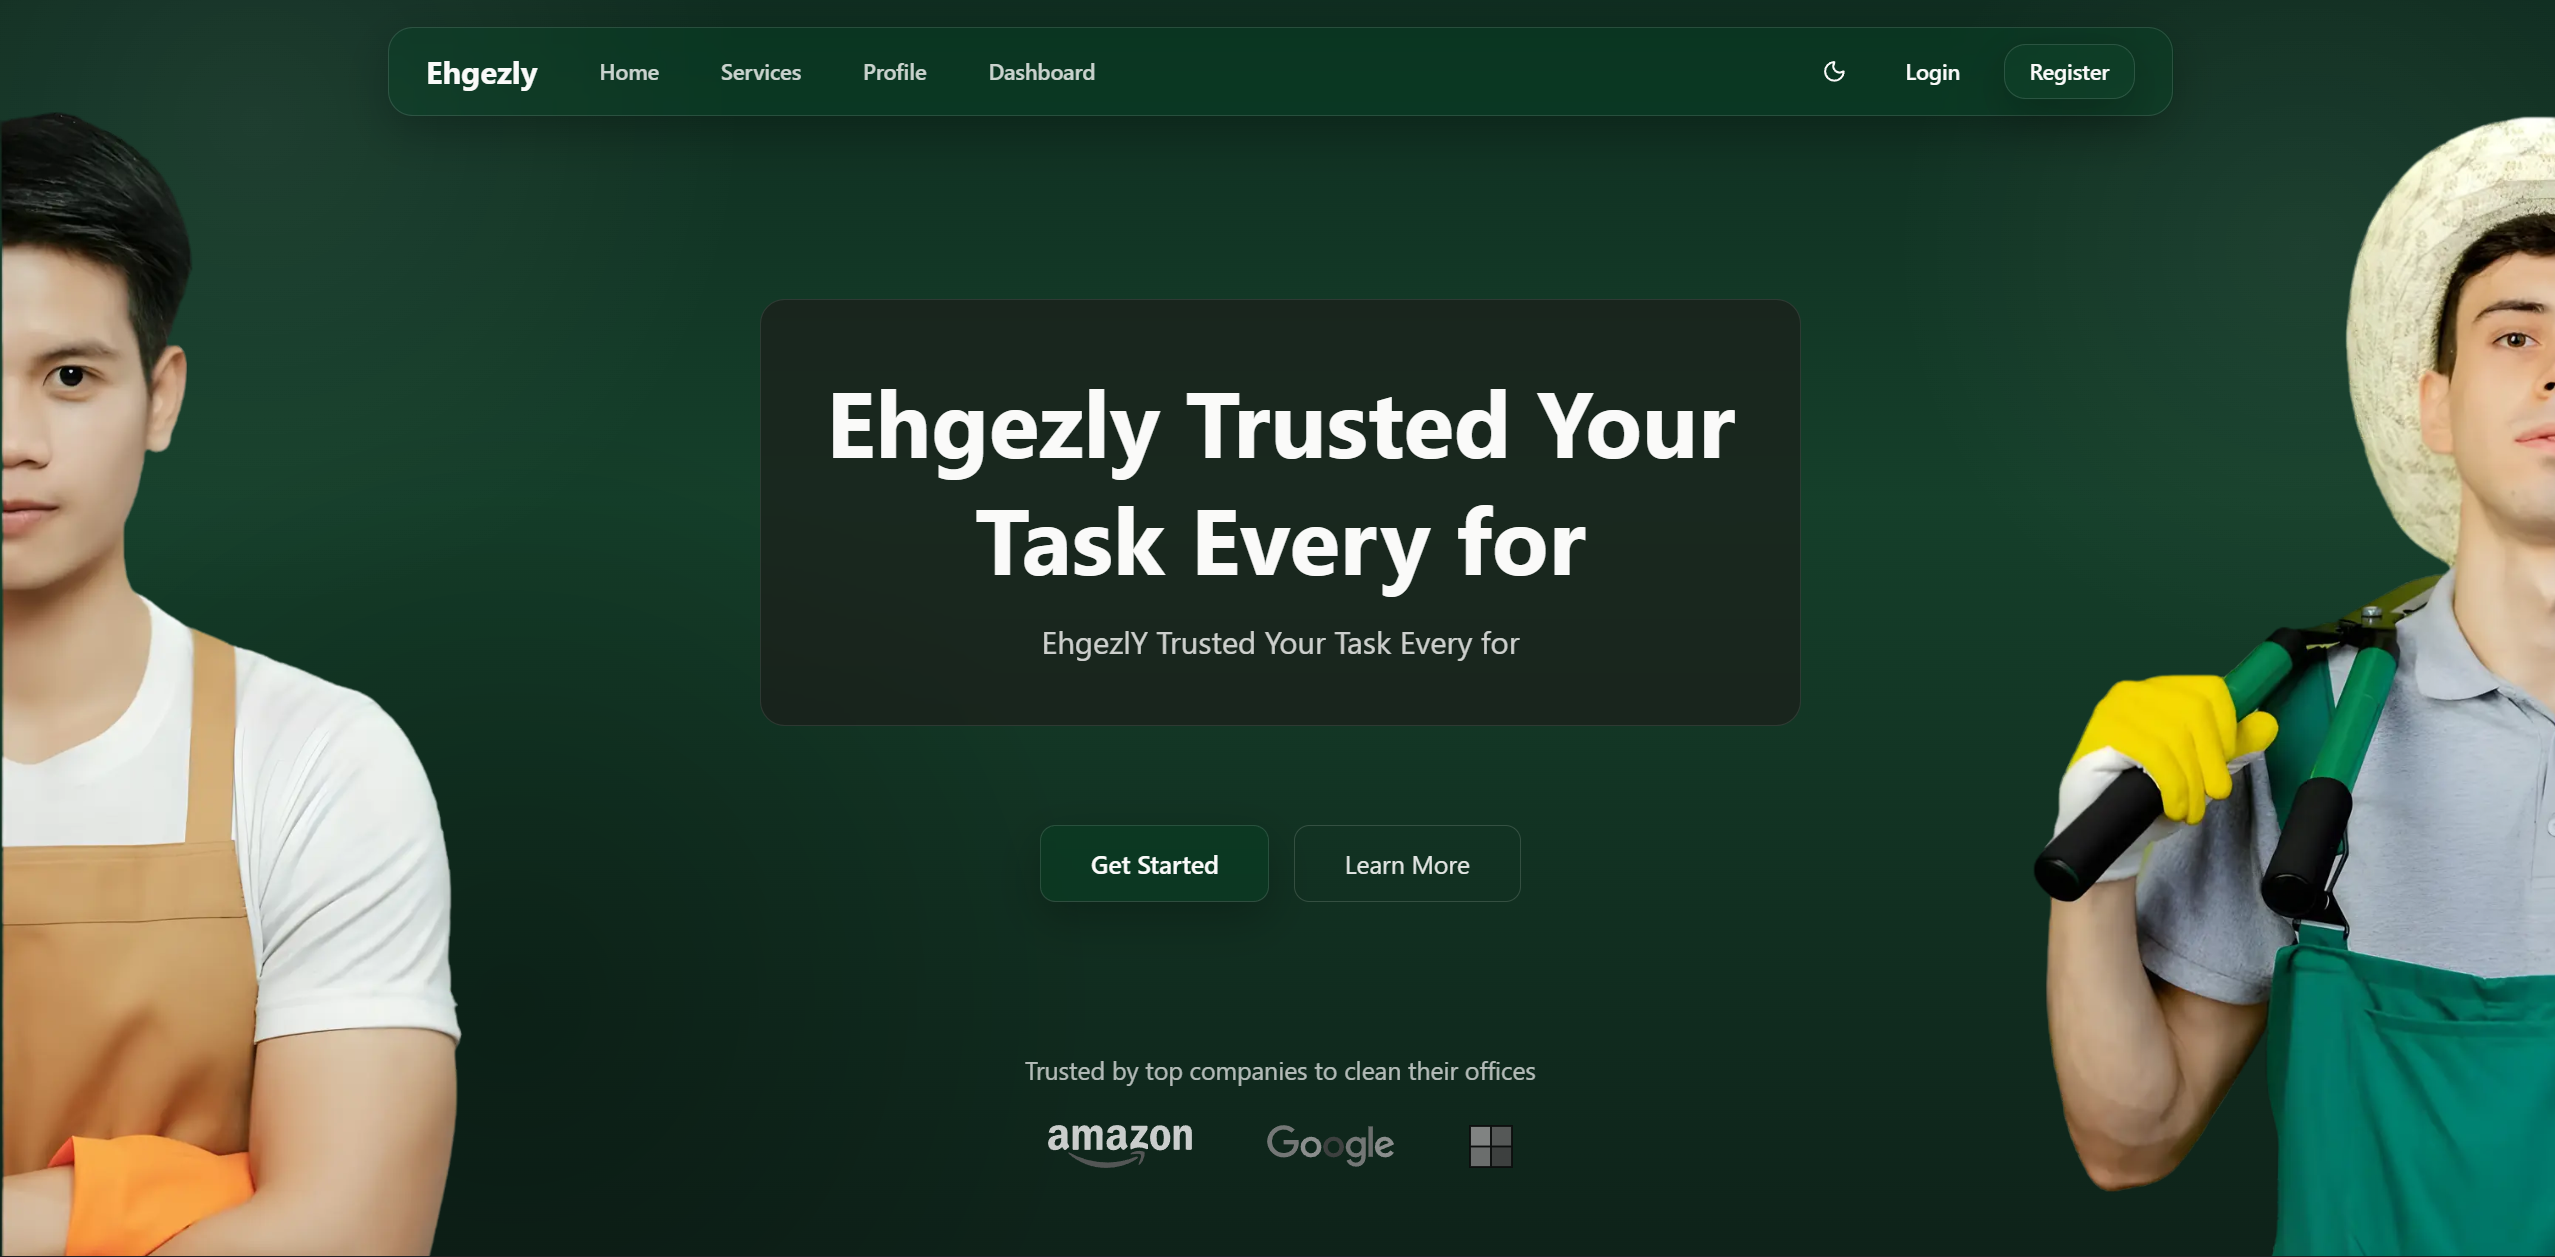 Ehgezly Home Services Profile Dashboard Login Register
Ehgezly Trusted Your
Task Every for
EhgezlY Trusted Your Task Every for
Get Started Learn More
Trusted by top companies to clean their offices
amazon Google